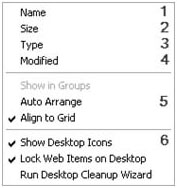 Name 1
Size 2
Type 3
Modified 4
Show in Groups
Auto Arrange 5
Align to Grid
Show Desktop Icons 6
Lock Web Items on Desktop
Run Desktop Cleanup Wizard